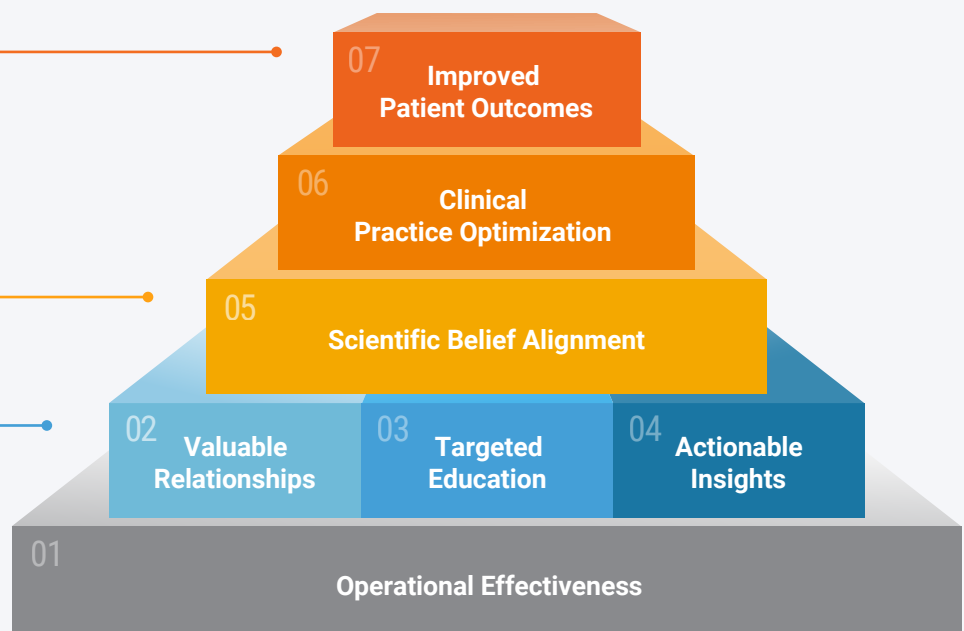 07
Improved
Patient Outcomes
06
Clinical
Practice Optimization
05
Scientific Belief Alignment
02
Valuable
Relationships
03
Targeted
Education
04
Actionable
Insights
01
Operational Effectiveness